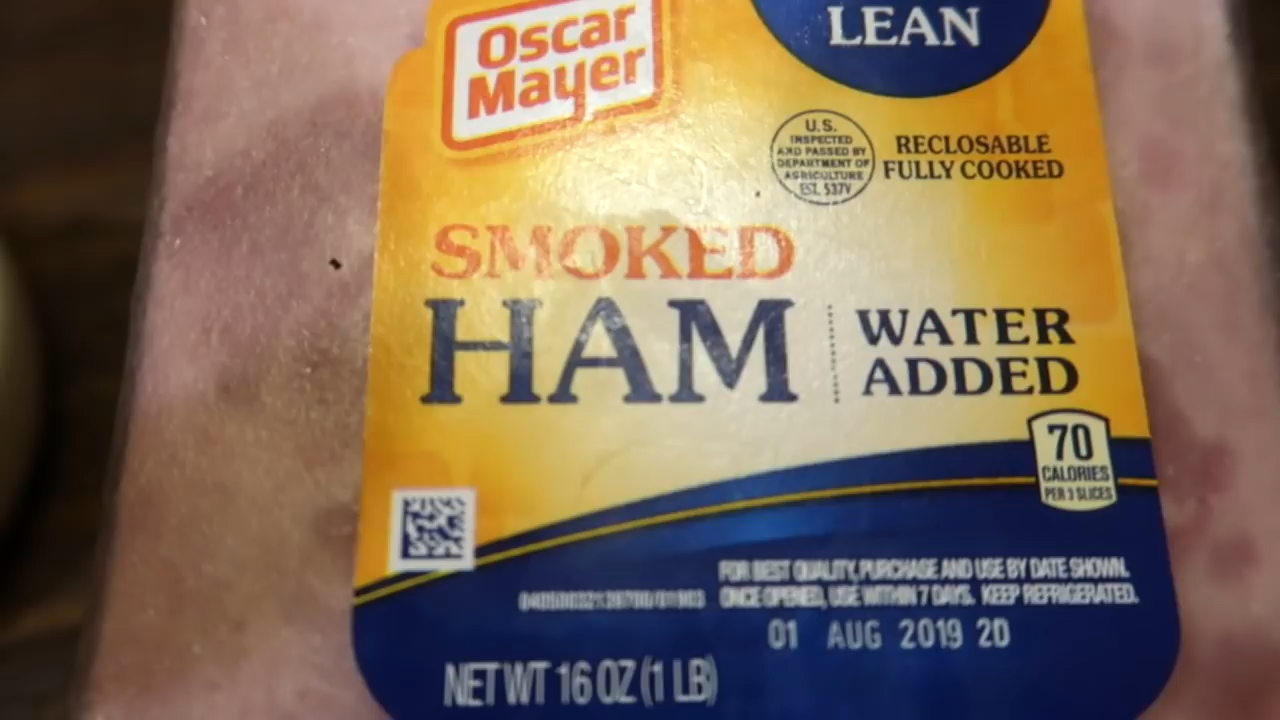 Oscar
Mayer
LEAN
U.S.
INSPECTED
AND PASSED BY
DEPARTMENT OF
AGRICULTURE
EST. 537V
RECLOSABLE
FULLY COOKED
SMOKED
HAM
WATER
ADDED
70
CALORIES
PER 3 SLICES
FOR BEST QUALITY, PURCHASE AND USE BY DATE SHOWN.
ONCE OPENED, USE WITHIN 7 DAYS. KEEP REFRIGERATED.
01 AUG 2019 2D
NET WT 16 OZ (1 LB)